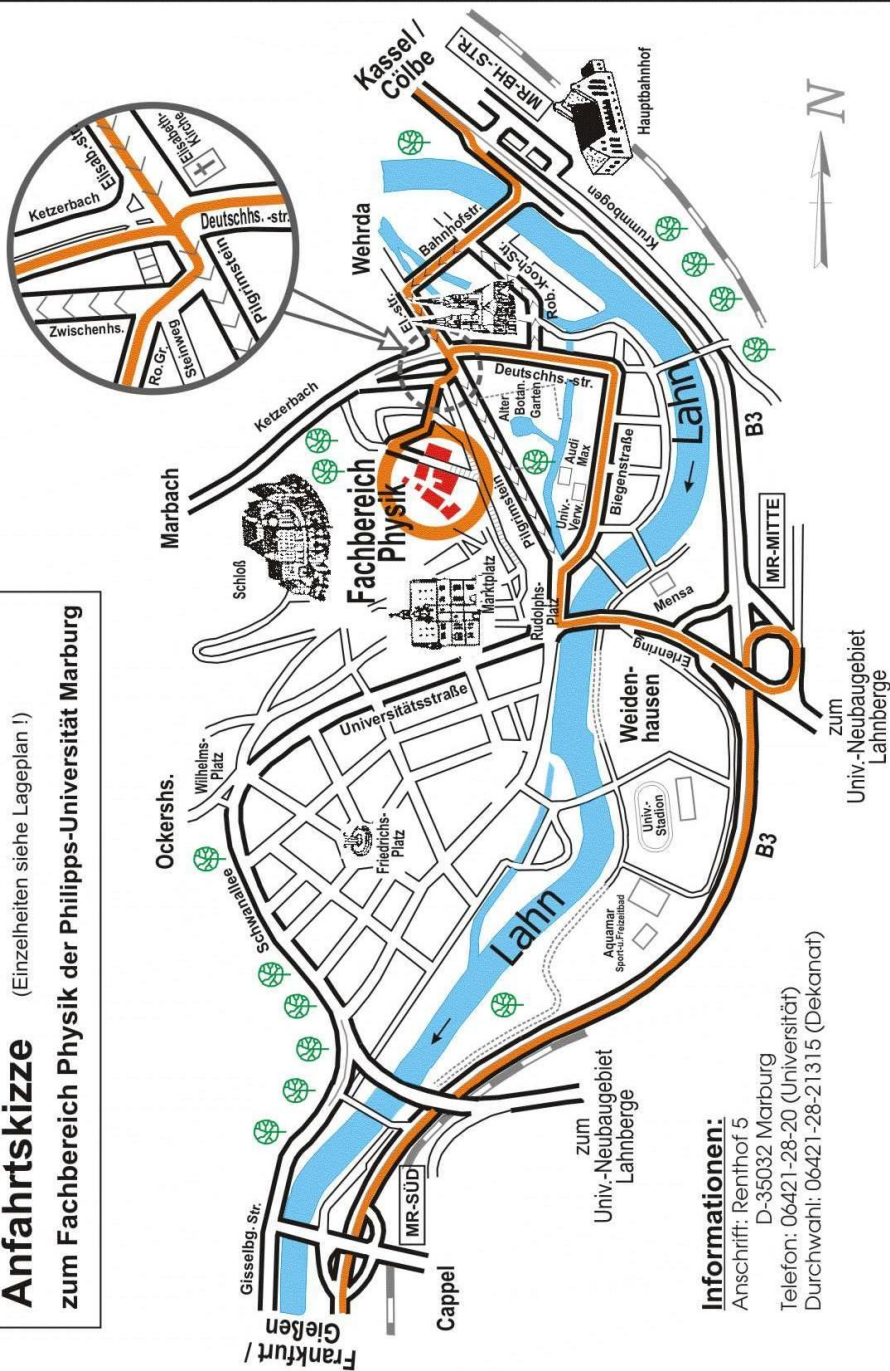 Anfahrtskizze (Einzelheiten siehe Lageplan !)
zum Fachbereich Physik der Philipps-Universität Marburg
Ketzerbach
Elisab.-str
Elisabeth-
Kirche
Zwischenhs.
Deutschhs. -str.
Ro.Gr.
Steinweg
Pilgrimstein
Kassel /
Cölbe
MR-BH.-STR.
Hauptbahnhof
N
Wehrda
Bahnhofstr.
El.-str.
Rob.-Koch-Str.
Krummbogen
Marbach
Ketzerbach
Schloß
Fachbereich
Physik
Marktplatz
Pilgrimstein
Alter
Botan.
Garten
Deutschhs.-str.
Audi
Max
Univ.-
Verw.
Biegenstraße
Lahn
B3
Rudolphs-
Platz
Mensa
MR-MITTE
Erlenring
Ockershs.
Wilhelms-
Platz
Universitätsstraße
Weiden-
hausen
zum
Univ.-Neubaugebiet
Lahnberge
Schwanallee
Friedrichs-
Platz
Univ.-
Stadion
B3
Lahn
Aquamar
Sport-u.Freizeitbad
Gisselbg. Str.
zum
Univ.-Neubaugebiet
Lahnberge
MR-SÜD
Cappel
Frankfurt /
Gießen
Informationen:
Anschrift: Renthof 5
D-35032 Marburg
Telefon: 06421-28-20 (Universität)
Durchwahl: 06421-28-21315 (Dekanat)